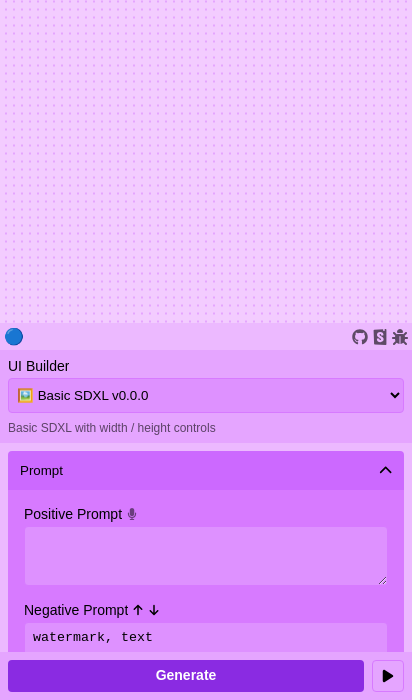 UI Builder
🖼️ Basic SDXL v0.0.0
Basic SDXL with width / height controls
Prompt
Positive Prompt
Negative Prompt ↑ ↓
watermark, text
Generate